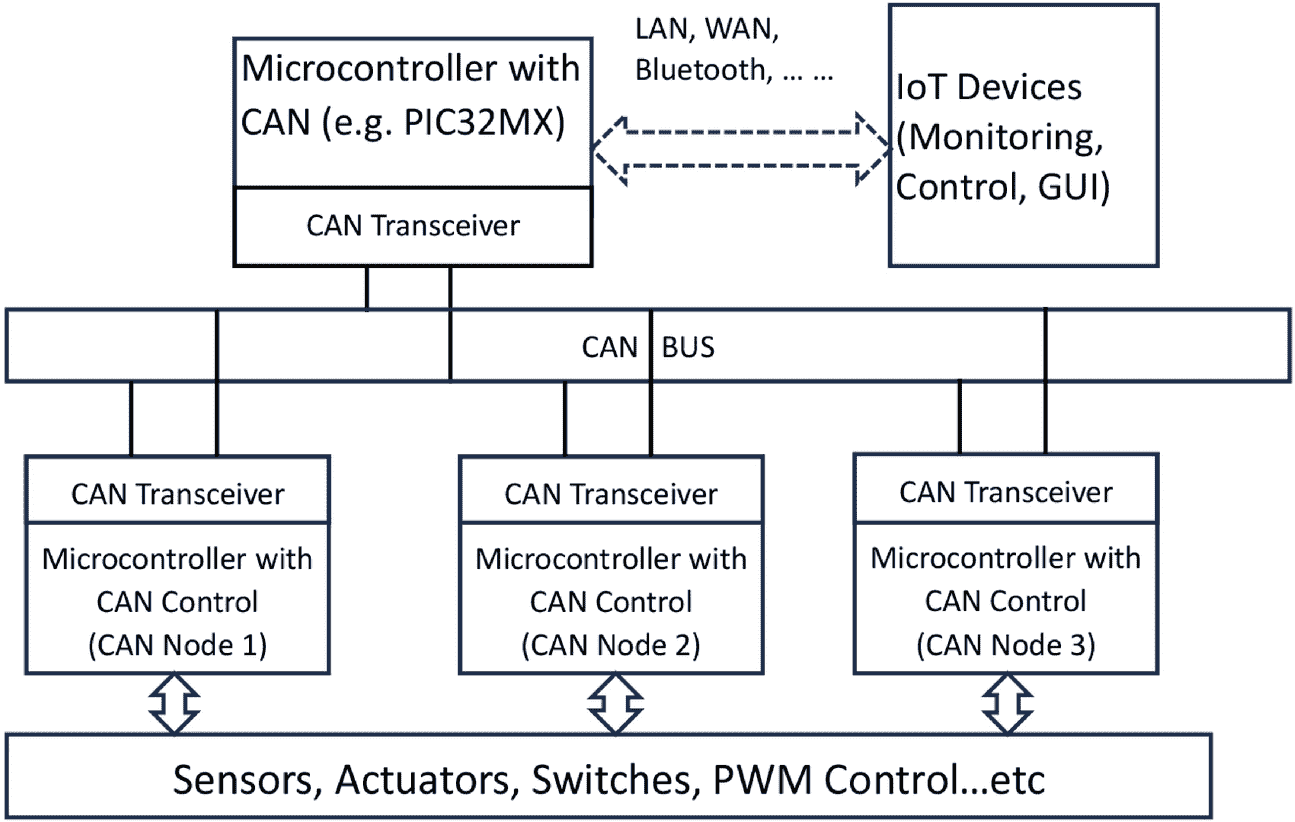 LAN, WAN,
Bluetooth, … …
Microcontroller with
CAN (e.g. PIC32MX)
IoT Devices
(Monitoring,
Control, GUI)
CAN Transceiver
CAN BUS
CAN Transceiver
Microcontroller with
CAN Control
(CAN Node 1)
CAN Transceiver
Microcontroller with
CAN Control
(CAN Node 2)
CAN Transceiver
Microcontroller with
CAN Control
(CAN Node 3)
Sensors, Actuators, Switches, PWM Control...etc